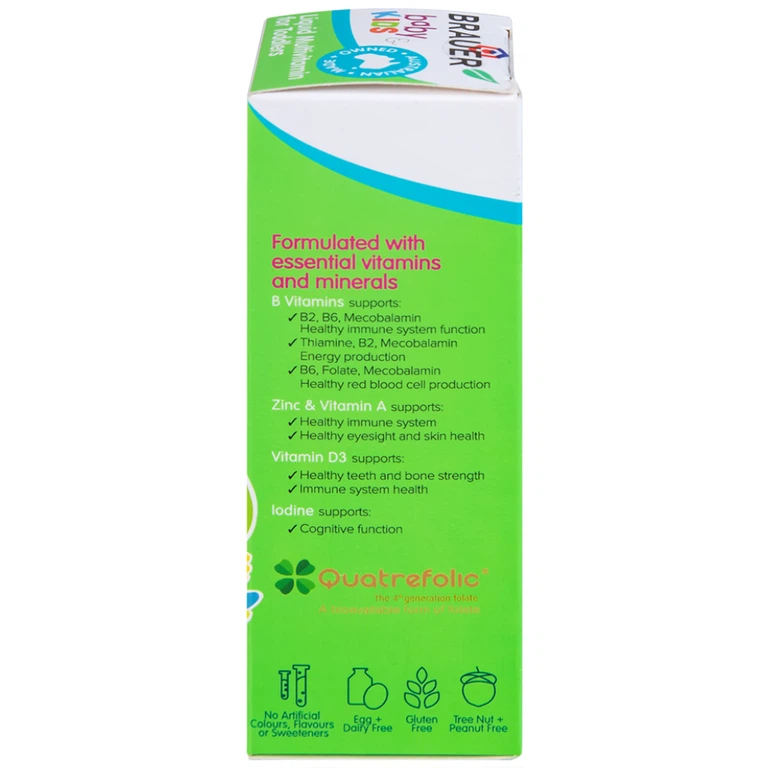 BRAUER
baby
KIDS
AUSTRALIAN MADE OWNED
Liquid Multivitamin
for Toddlers
Formulated with
essential vitamins
and minerals
B Vitamins supports:
✓ B2, B6, Mecobalamin
Healthy immune system function
✓ Thiamine, B2, Mecobalamin
Energy production
✓ B6, Folate, Mecobalamin
Healthy red blood cell production
Zinc & Vitamin A supports:
✓ Healthy immune system
✓ Healthy eyesight and skin health
Vitamin D3 supports:
✓ Healthy teeth and bone strength
✓ Immune system health
Iodine supports:
✓ Cognitive function
Quatrefolic®
the 4th generation folate
No Artificial
Colours, Flavours
or Sweeteners
Egg +
Dairy Free
Gluten
Free
Tree Nut +
Peanut Free